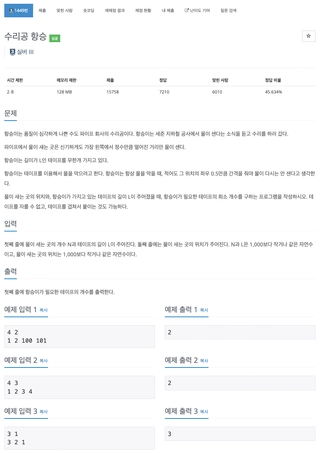 1449번 제출 맞힌 사람 숏코딩 재채점 결과 채점 현황 내 제출 난이도 기여 질문 검색
수리공 항승 성공
실버 III
시간 제한 메모리 제한 제출 정답 맞힌 사람 정답 비율
2 초 128 MB 15758 7210 6010 45.634%
문제
항승이는 품질이 심각하게 나쁜 수도 파이프 회사의 수리공이다. 항승이는 세준 지하철 공사에서 물이 샌다는 소식을 듣고 수리를 하러 갔다.
파이프에서 물이 새는 곳은 신기하게도 가장 왼쪽에서 정수만큼 떨어진 거리만 물이 샌다.
항승이는 길이가 L인 테이프를 무한개 가지고 있다.
항승이는 테이프를 이용해서 물을 막으려고 한다. 항승이는 항상 물을 막을 때, 적어도 그 위치의 좌우 0.5만큼 간격을 줘야 물이 다시는 안 샌다고 생각한다.
물이 새는 곳의 위치와, 항승이가 가지고 있는 테이프의 길이 L이 주어졌을 때, 항승이가 필요한 테이프의 최소 개수를 구하는 프로그램을 작성하시오. 테이프를 자를 수 없고, 테이프를 겹쳐서 붙이는 것도 가능하다.
입력
첫째 줄에 물이 새는 곳의 개수 N과 테이프의 길이 L이 주어진다. 둘째 줄에는 물이 새는 곳의 위치가 주어진다. N과 L은 1,000보다 작거나 같은 자연수이고, 물이 새는 곳의 위치는 1,000보다 작거나 같은 자연수이다.
출력
첫째 줄에 항승이가 필요한 테이프의 개수를 출력한다.
예제 입력 1 복사
4 2
1 2 100 101
예제 출력 1 복사
2
예제 입력 2 복사
4 3
1 2 3 4
예제 출력 2 복사
2
예제 입력 3 복사
3 1
3 2 1
예제 출력 3 복사
3